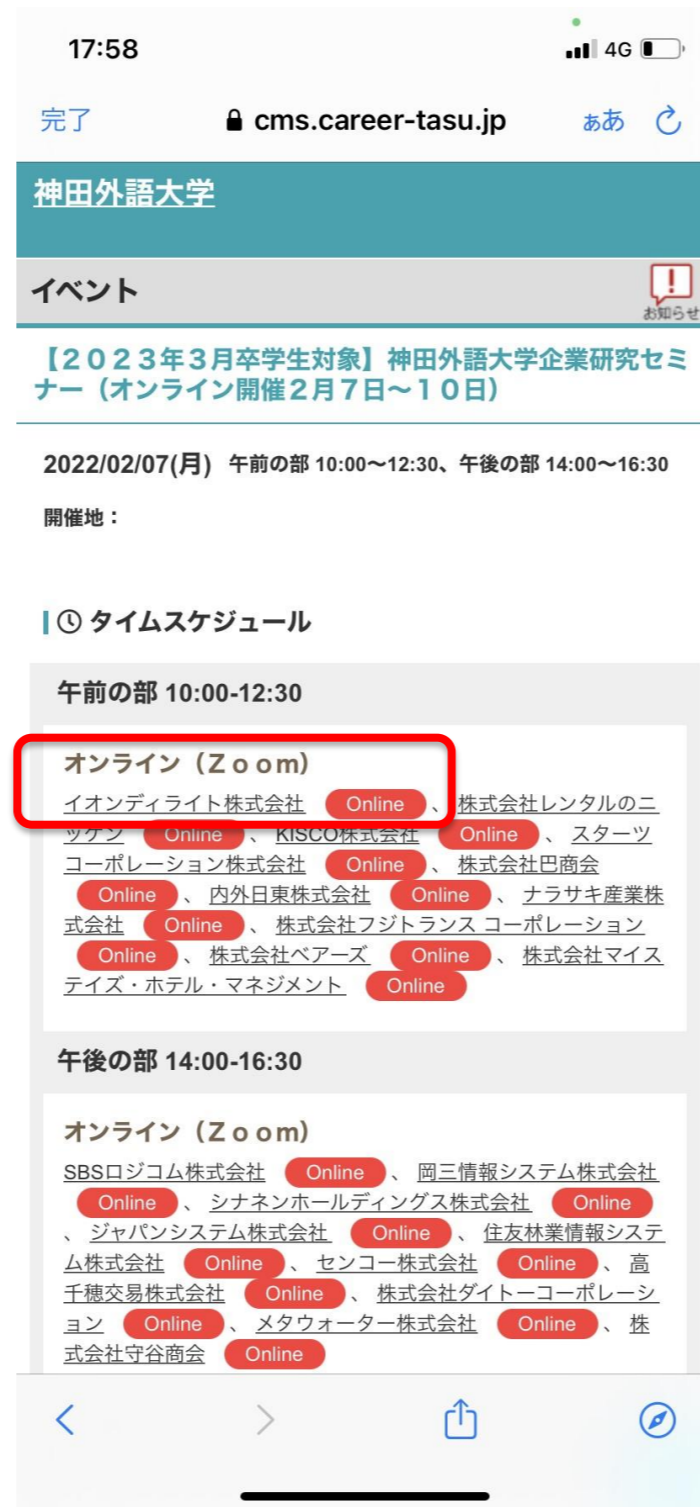 17:58
4G
完了
cms.career-tasu.jp
ぁあ
神田外語大学
イベント
お知らせ
【２０２３年３月卒学生対象】神田外語大学企業研究セミ
ナー（オンライン開催２月７日〜１０日）
2022/02/07(月) 午前の部 10:00〜12:30、午後の部 14:00〜16:30
開催地：
タイムスケジュール
午前の部 10:00-12:30
オンライン（Ｚｏｏｍ）
イオンディライト株式会社 Online 、 株式会社レンタルのニ
ッケン Online 、 KISCO株式会社 Online 、 スターツ
コーポレーション株式会社 Online 、 株式会社巴商会
Online 、 内外日東株式会社 Online 、 ナラサキ産業株
式会社 Online 、 株式会社フジトランス コーポレーション
Online 、 株式会社ベアーズ Online 、 株式会社マイス
テイズ・ホテル・マネジメント Online
午後の部 14:00-16:30
オンライン（Ｚｏｏｍ）
SBSロジコム株式会社 Online 、 岡三情報システム株式会社
Online 、 シナネンホールディングス株式会社 Online
、 ジャパンシステム株式会社 Online 、 住友林業情報システ
ム株式会社 Online 、 センコー株式会社 Online 、 高
千穂交易株式会社 Online 、 株式会社ダイトーコーポレーシ
ョン Online 、 メタウォーター株式会社 Online 、 株
式会社守谷商会 Online